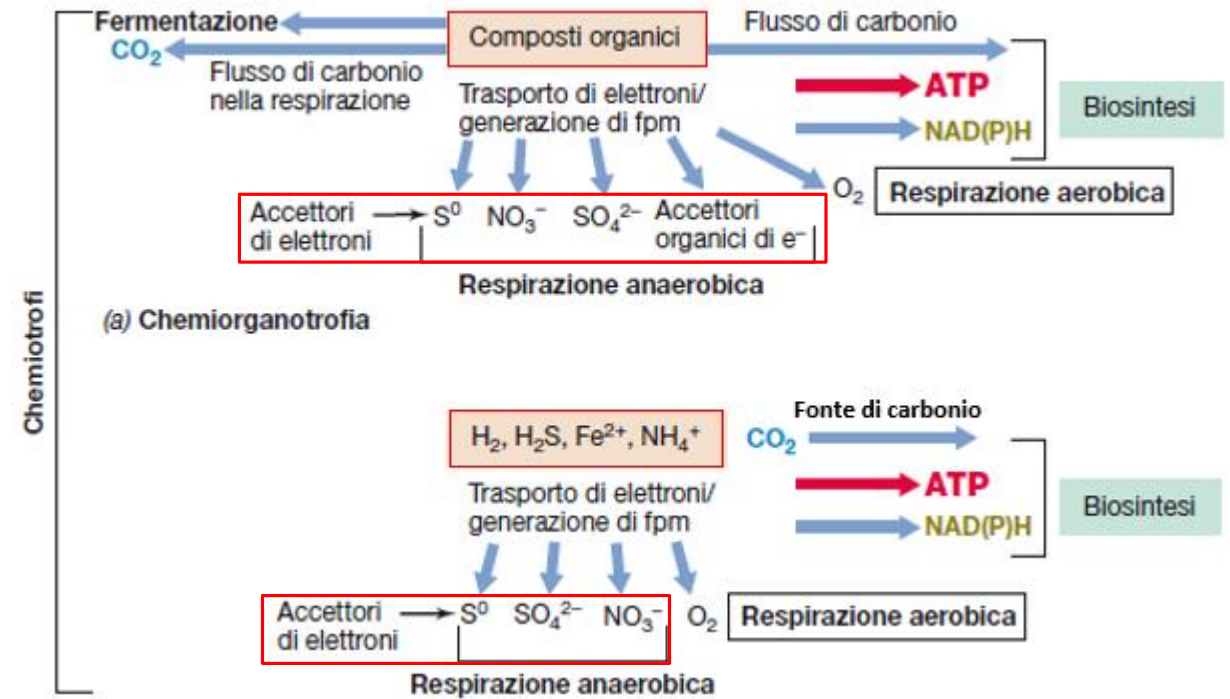 Fermentazione
Composti organici
Flusso di carbonio
CO₂
Flusso di carbonio
nella respirazione
Trasporto di elettroni/
generazione di fpm
ATP
NAD(P)H
Biosintesi
O₂
Respirazione aerobica
Accettori
di elettroni
S⁰ NO₃⁻ SO₄²⁻
Accettori
organici di e⁻
Respirazione anaerobica
(a) Chemiorganotrofia
Chemiotrofi
H₂, H₂S, Fe²⁺, NH₄⁺
Fonte di carbonio
CO₂
Trasporto di elettroni/
generazione di fpm
ATP
NAD(P)H
Biosintesi
Accettori
di elettroni
S⁰ SO₄²⁻ NO₃⁻ O₂
Respirazione aerobica
Respirazione anaerobica